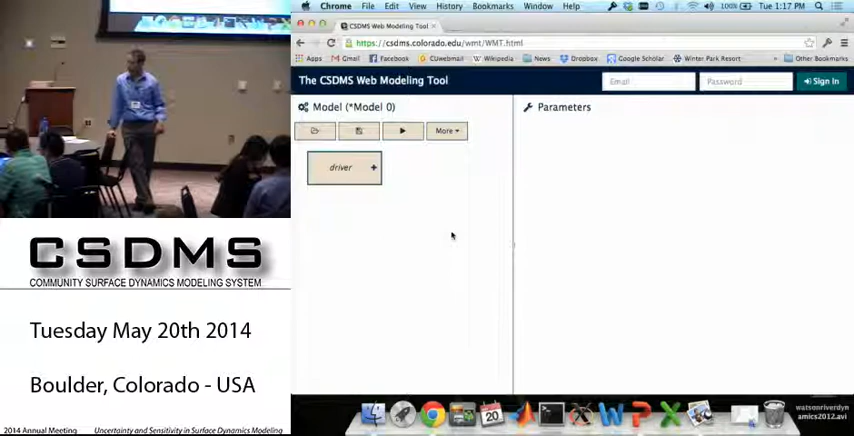 Chrome File Edit View History Bookmarks Window Help
100% Tue 1:17 PM
CSDMS Web Modeling Tool
https://csdms.colorado.edu/wmt/WMT.html
Apps Gmail Facebook CUwebmail Wikipedia News Dropbox Google Scholar Winter Park Resort Other Bookmarks
The CSDMS Web Modeling Tool
Email
Password
Sign In
Model (*Model 0)
Parameters
More
driver
CSDMS
COMMUNITY SURFACE DYNAMICS MODELING SYSTEM
Tuesday May 20th 2014
Boulder, Colorado - USA
2014 Annual Meeting Uncertainty and Sensitivity in Surface Dynamics Modeling
20
watsonriverdyn
amics2012.avi